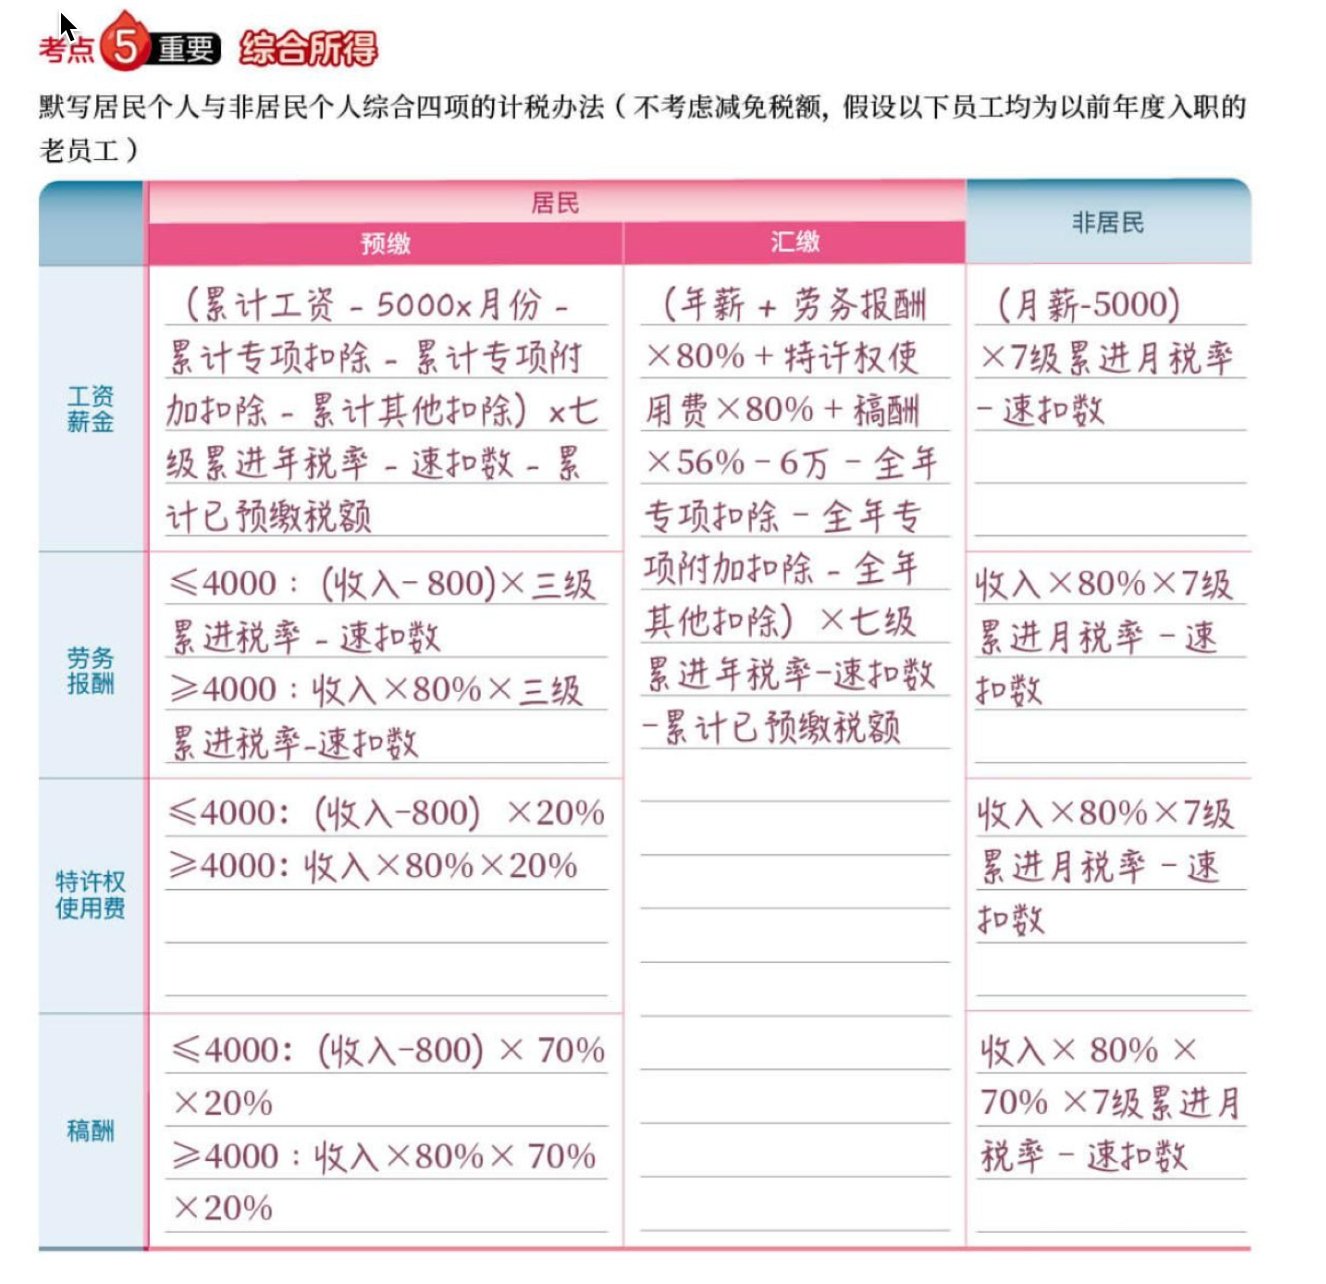 考点 5 重要 综合所得
默写居民个人与非居民个人综合四项的计税办法（不考虑减免税额，假设以下员工均为以前年度入职的
老员工）
居民
非居民
预缴
汇缴
工资
薪金
（累计工资 - 5000x月份 -
累计专项扣除 - 累计专项附
加扣除 - 累计其他扣除）x七
级累进年税率 - 速扣数 - 累
计已预缴税额
（年薪 + 劳务报酬
×80% + 特许权使
用费×80% + 稿酬
×56% - 6万 - 全年
专项扣除 - 全年专
项附加扣除 - 全年
其他扣除）×七级
累进年税率-速扣数
-累计已预缴税额
（月薪-5000）
×7级累进月税率
- 速扣数
劳务
报酬
≤4000：(收入- 800)×三级
累进税率 - 速扣数
≥4000：收入×80%×三级
累进税率-速扣数
收入×80%×7级
累进月税率 - 速
扣数
特许权
使用费
≤4000：(收入-800）×20%
≥4000：收入×80%×20%
收入×80%×7级
累进月税率 - 速
扣数
稿酬
≤4000：(收入-800) × 70%
×20%
≥4000：收入×80%× 70%
×20%
收入× 80% ×
70% ×7级累进月
税率 - 速扣数